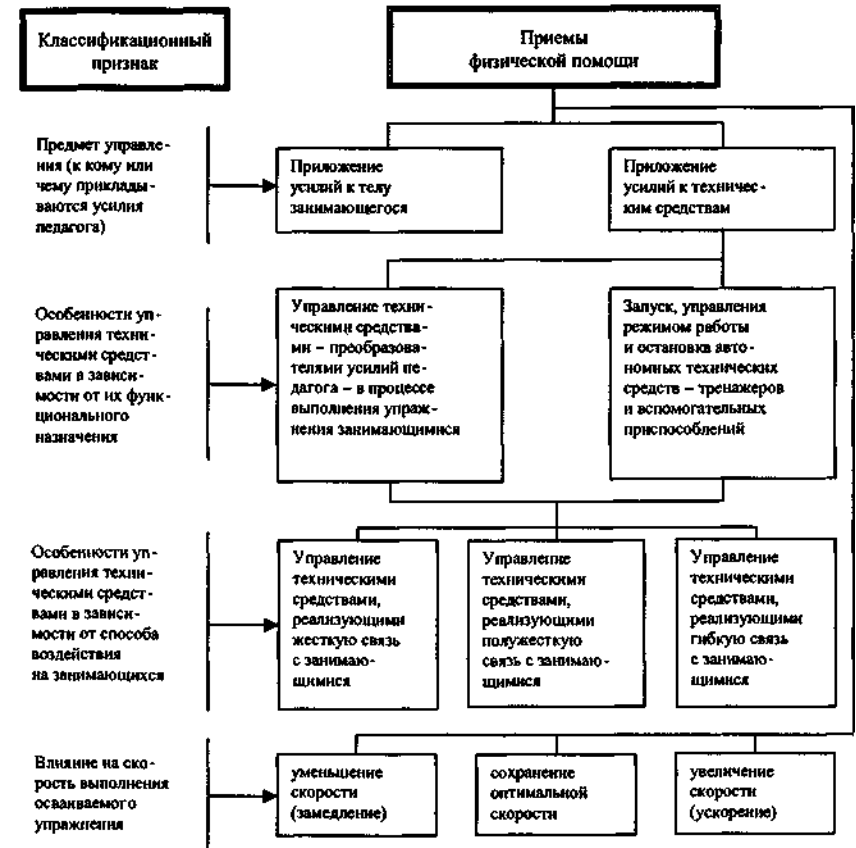 Классификационный
признак
Приемы
физической помощи
Предмет управле-
ния (к кому или
чему приклады-
ваются усилия
педагога)
Приложение
усилий к телу
занимающегося
Приложение
усилий к техничес-
ким средствам
Особенности уп-
равления техни-
ческими средст-
вами в зависи-
мости от их функ-
ционального
назначения
Управление техни-
ческими средства-
ми – преобразова-
телями усилий пе-
дагога – в процессе
выполнения упраж-
нения занимающимися
Запуск, управления
режимом работы
и остановка авто-
номных технических
средств – тренажеров
и вспомогательных
приспособлений
Особенности уп-
равления техни-
ческими средст-
вами в зависи-
мости от способа
воздействия
на занимающихся
Управление
техническими
средствами,
реализующими
жесткую связь
с занимаю-
щимися
Управление
техническими
средствами,
реализующими
полужесткую
связь с занимаю-
щимися
Управление
техническими
средствами,
реализующими
гибкую связь
с занимаю-
щимися
Влияние на ско-
рость выполнения
осваиваемого
упражнения
уменьшение
скорости
(замедление)
сохранение
оптимальной
скорости
увеличение
скорости
(ускорение)